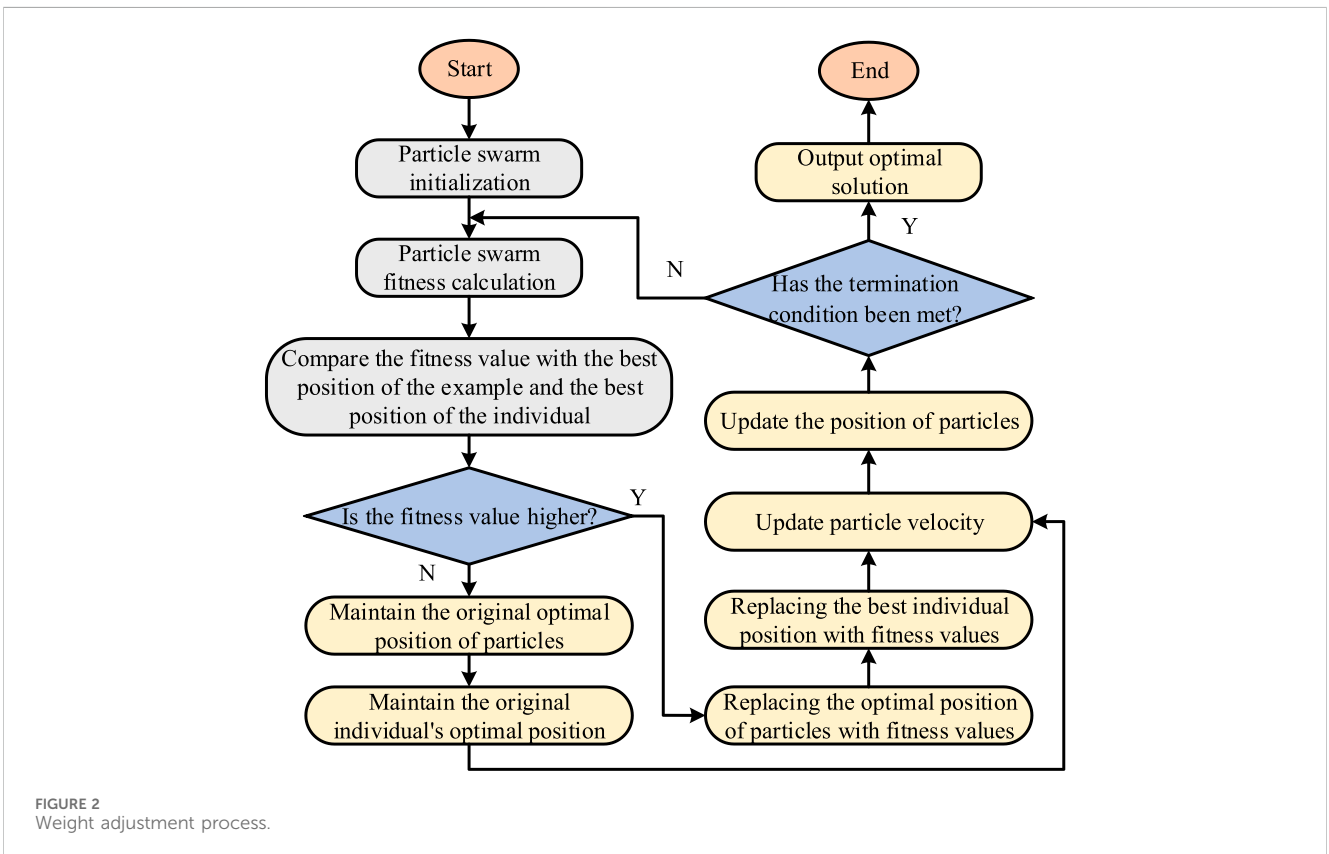 Start
Particle swarm
initialization
Particle swarm
fitness calculation
Compare the fitness value with the best
position of the example and the best
position of the individual
Is the fitness value higher?
Y
N
Maintain the original optimal
position of particles
Maintain the original
individual's optimal position
Replacing the optimal position
of particles with fitness values
Replacing the best individual
position with fitness values
Update particle velocity
Update the position of particles
Has the termination
condition been met?
N
Y
Output optimal
solution
End
FIGURE 2
Weight adjustment process.